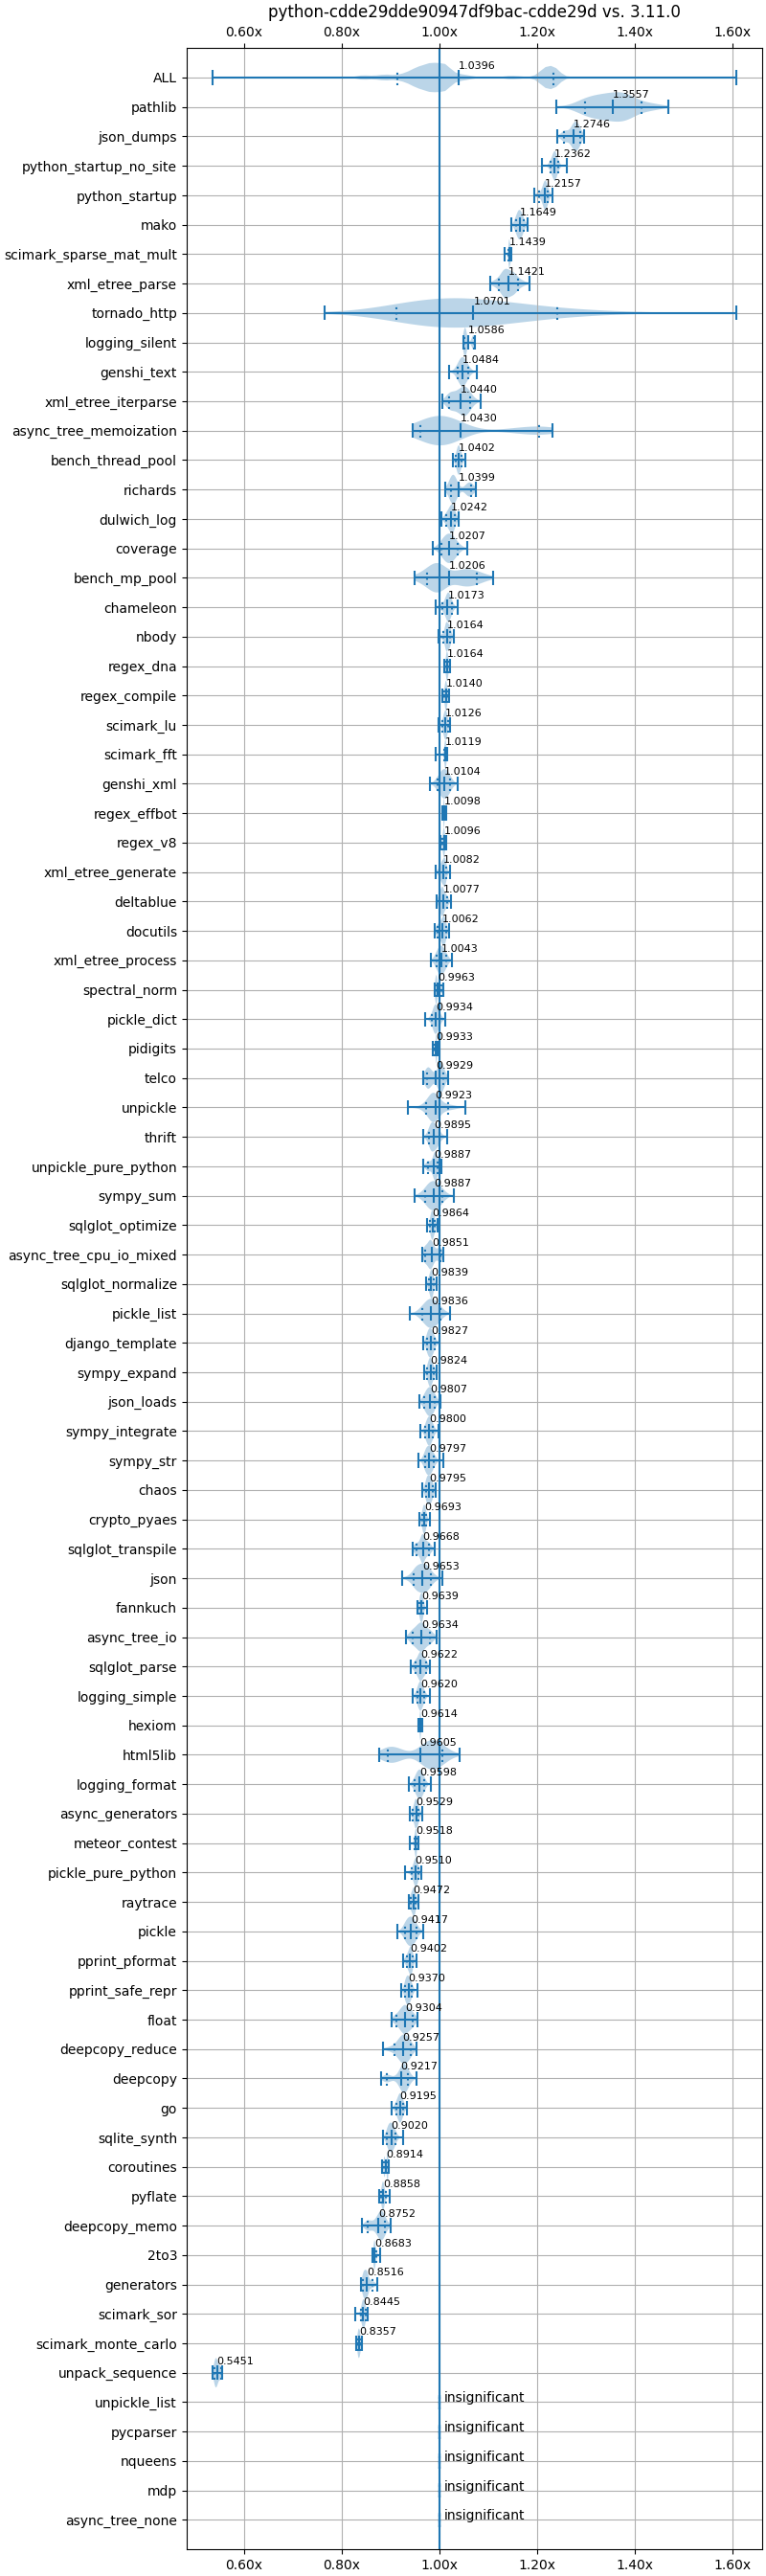 python-cdde29dde90947df9bac-cdde29d vs. 3.11.0
0.60x 0.80x 1.00x 1.20x 1.40x 1.60x
ALL 1.0396
pathlib 1.3557
json_dumps 1.2746
python_startup_no_site 1.2362
python_startup 1.2157
mako 1.1649
scimark_sparse_mat_mult 1.1439
xml_etree_parse 1.1421
tornado_http 1.0701
logging_silent 1.0586
genshi_text 1.0484
xml_etree_iterparse 1.0440
async_tree_memoization 1.0430
bench_thread_pool 1.0402
richards 1.0399
dulwich_log 1.0242
coverage 1.0207
bench_mp_pool 1.0206
chameleon 1.0173
nbody 1.0164
regex_dna 1.0164
regex_compile 1.0140
scimark_lu 1.0126
scimark_fft 1.0119
genshi_xml 1.0104
regex_effbot 1.0098
regex_v8 1.0096
xml_etree_generate 1.0082
deltablue 1.0077
docutils 1.0062
xml_etree_process 1.0043
spectral_norm 0.9963
pickle_dict 0.9934
pidigits 0.9933
telco 0.9929
unpickle 0.9923
thrift 0.9895
unpickle_pure_python 0.9887
sympy_sum 0.9887
sqlglot_optimize 0.9864
async_tree_cpu_io_mixed 0.9851
sqlglot_normalize 0.9839
pickle_list 0.9836
django_template 0.9827
sympy_expand 0.9824
json_loads 0.9807
sympy_integrate 0.9800
sympy_str 0.9797
chaos 0.9795
crypto_pyaes 0.9693
sqlglot_transpile 0.9668
json 0.9653
fannkuch 0.9639
async_tree_io 0.9634
sqlglot_parse 0.9622
logging_simple 0.9620
hexiom 0.9614
html5lib 0.9605
logging_format 0.9598
async_generators 0.9529
meteor_contest 0.9518
pickle_pure_python 0.9510
raytrace 0.9472
pickle 0.9417
pprint_pformat 0.9402
pprint_safe_repr 0.9370
float 0.9304
deepcopy_reduce 0.9257
deepcopy 0.9217
go 0.9195
sqlite_synth 0.9020
coroutines 0.8914
pyflate 0.8858
deepcopy_memo 0.8752
2to3 0.8683
generators 0.8516
scimark_sor 0.8445
scimark_monte_carlo 0.8357
unpack_sequence 0.5451
unpickle_list insignificant
pycparser insignificant
nqueens insignificant
mdp insignificant
async_tree_none insignificant
0.60x 0.80x 1.00x 1.20x 1.40x 1.60x